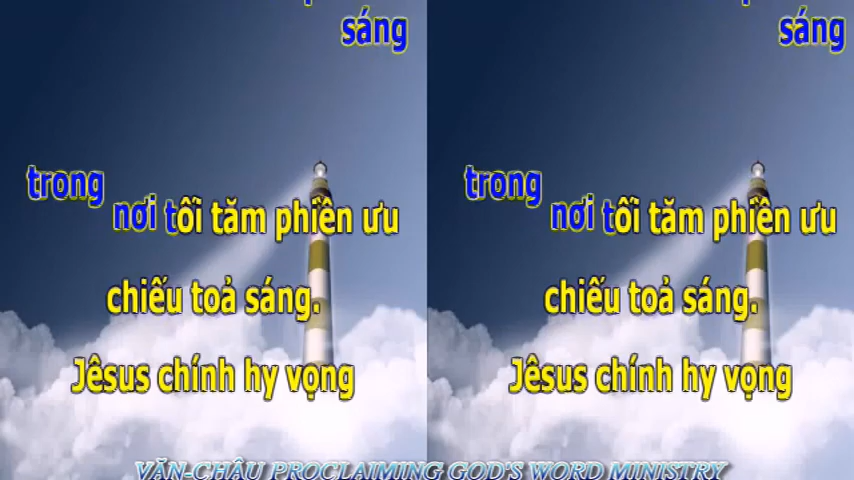 sáng
trong nơi tối tăm phiền ưu
chiếu toả sáng.
Jêsus chính hy vọng
sáng
trong nơi tối tăm phiền ưu
chiếu toả sáng.
Jêsus chính hy vọng
VĂN-CHÂU PROCLAIMING GOD'S WORD MINISTRY